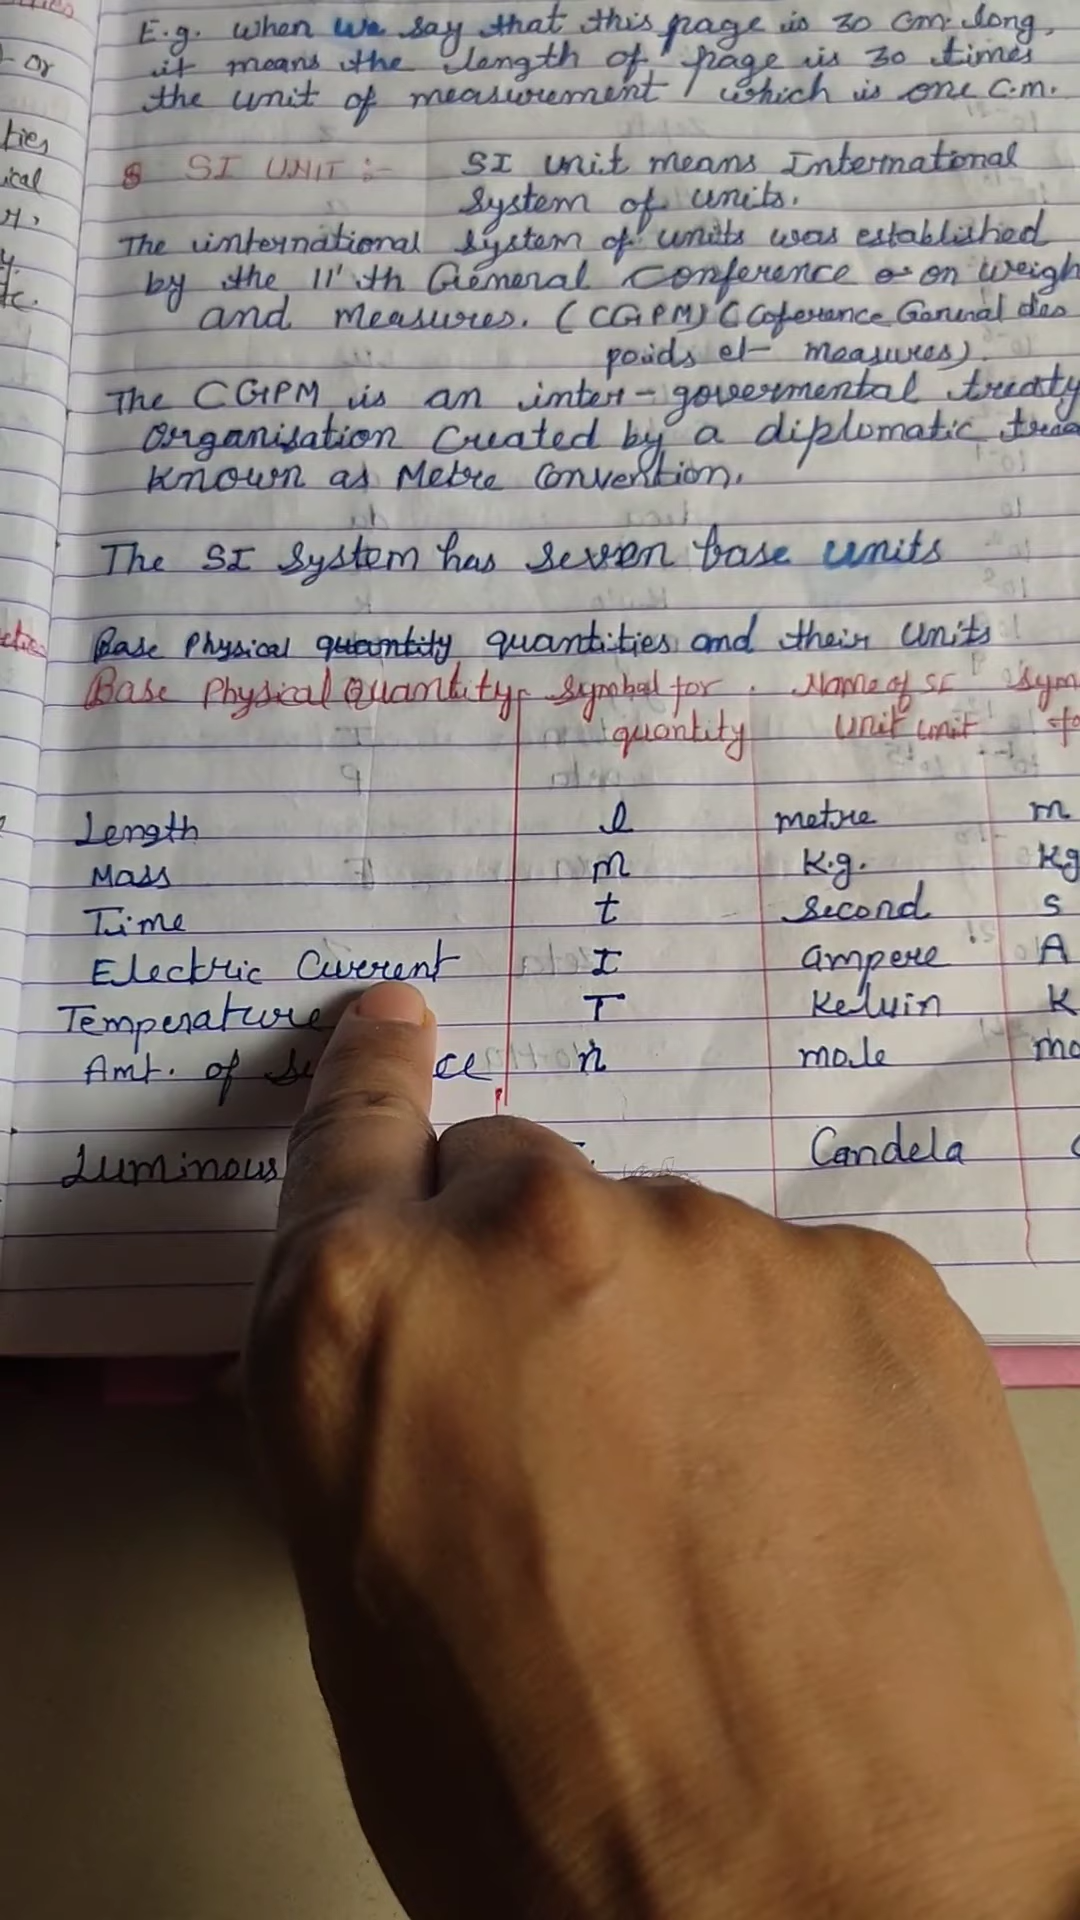 E.g. when we say that this page is 30 cm. long,
it means the length of page is 30 times
the unit of measurement which is one c.m.
SI UNIT :- SI unit means International
System of units.
The international system of units was established
by the 11'th General Conference on Weigh
and measures. (CGPM) (Coference General des
poids et measures).
The CGPM is an inter-govermental treaty
Organisation Created by a diplomatic
known as Metre Convention.
The SI System has seven base units
Base Physical quantity quantities and their Units
Base Physical Quantity Symbol for Name of SI Sym
quantity Unit unit fo
Length l metre m
Mass m K.g. Kg
Time t Second S
Electric Current I ampere A
Temperature T Kelvin K
Amt. of n mole mo
Luminous Candela